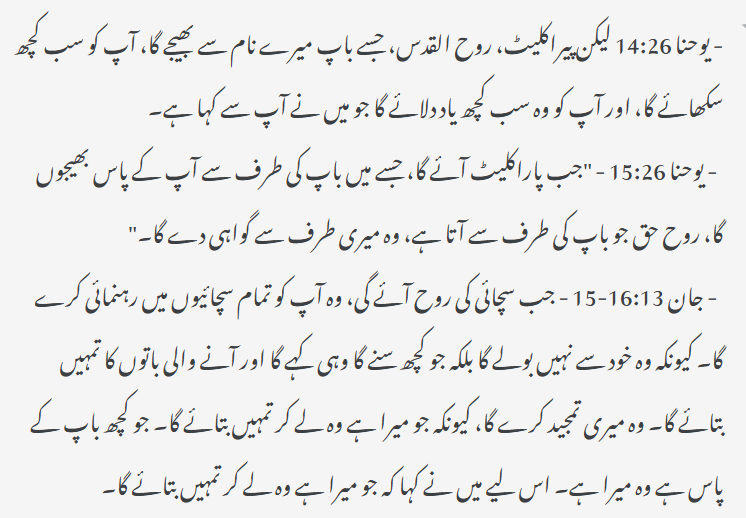 - یوحنا 14:26 لیکن پیراکلیٹ، روح القدس، جسے باپ میرے نام سے بھیجے گا، آپ کو سب کچھ
سکھائے گا، اور آپ کو وہ سب کچھ یاد دلائے گا جو میں نے آپ سے کہا ہے۔
- یوحنا 15:26 - "جب پاراکلیٹ آئے گا، جسے میں باپ کی طرف سے آپ کے پاس بھیجوں
گا، روح حق جو باپ کی طرف سے آتا ہے، وہ میری طرف سے گواہی دے گا۔"
- جان 16:13-15 - جب سچائی کی روح آئے گی، وہ آپ کو تمام سچائیوں میں رہنمائی کرے
گا۔ کیونکہ وہ خود سے نہیں بولے گا بلکہ جو کچھ سنے گا وہی کہے گا اور آنے والی باتوں کا تمہیں
بتائے گا۔ وہ میری تمجید کرے گا، کیونکہ جو میرا ہے وہ لے کر تمہیں بتائے گا۔ جو کچھ باپ کے
پاس ہے وہ میرا ہے۔ اس لیے میں نے کہا کہ جو میرا ہے وہ لے کر تمہیں بتائے گا۔